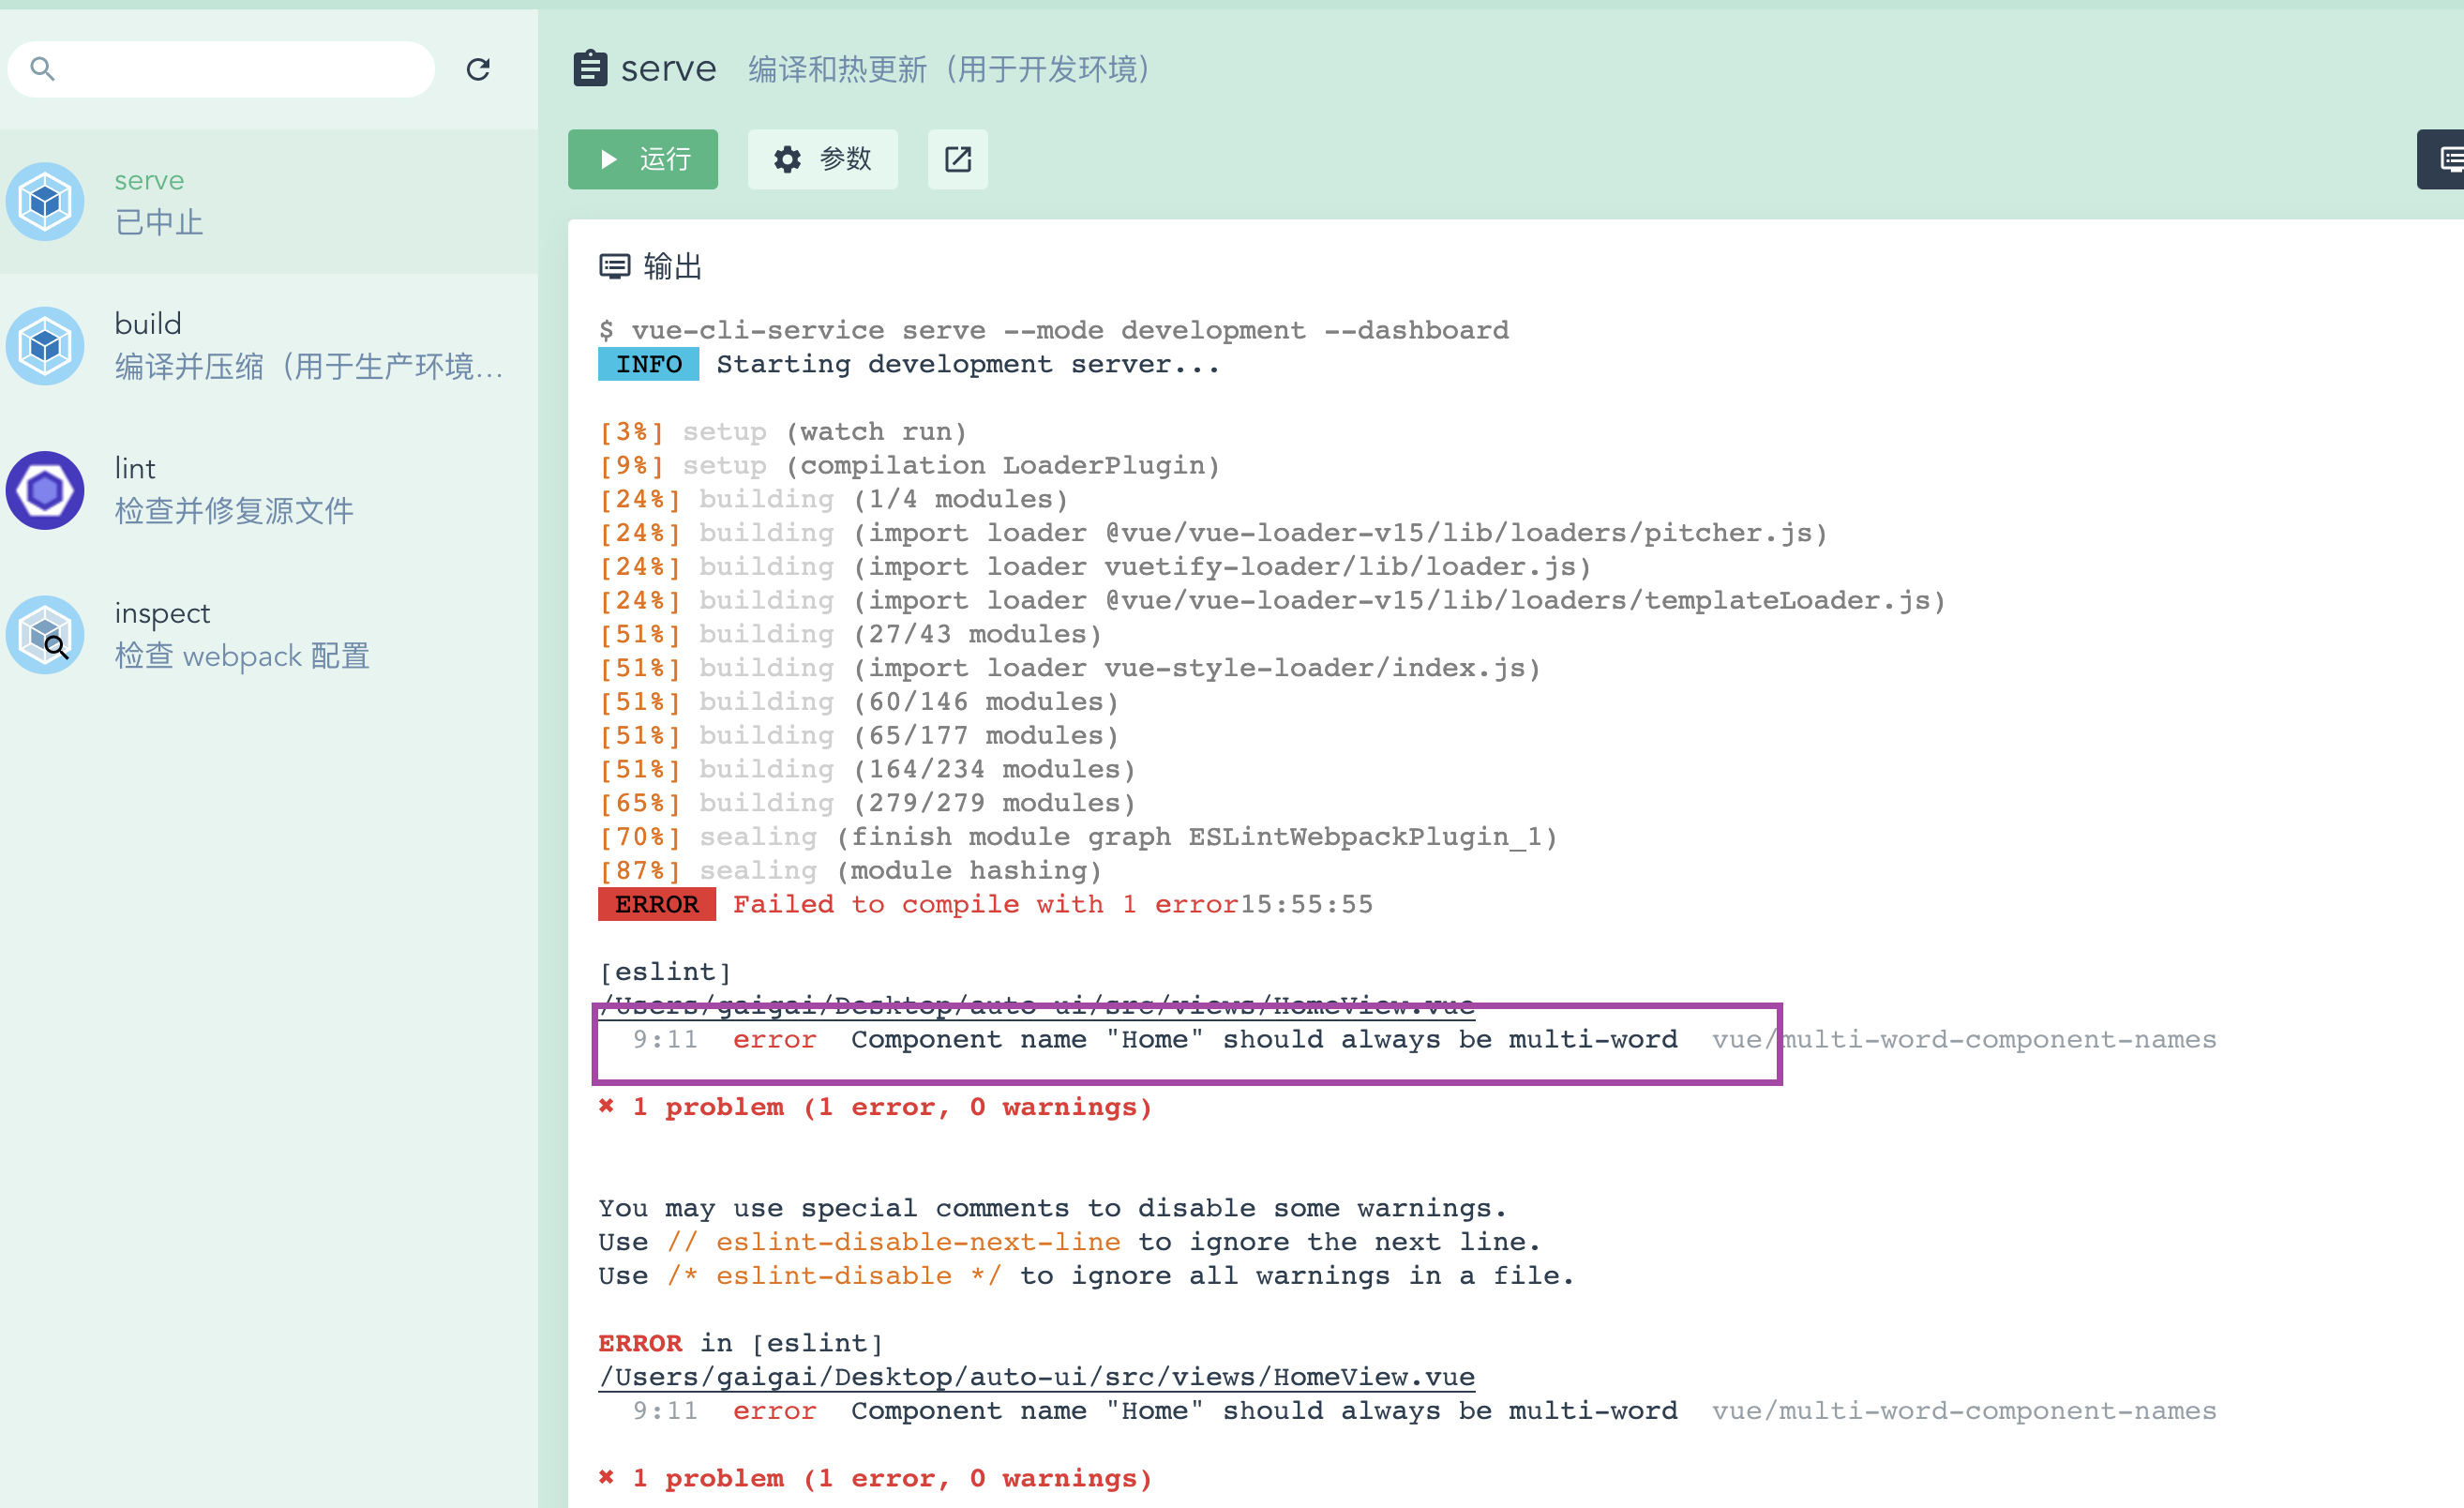 serve
已中止
build
编译并压缩（用于生产环境...
lint
检查并修复源文件
inspect
检查 webpack 配置
serve 编译和热更新（用于开发环境）
运行 参数
输出
$ vue-cli-service serve --mode development --dashboard
INFO Starting development server...
[3%] setup (watch run)
[9%] setup (compilation LoaderPlugin)
[24%] building (1/4 modules)
[24%] building (import loader @vue/vue-loader-v15/lib/loaders/pitcher.js)
[24%] building (import loader vuetify-loader/lib/loader.js)
[24%] building (import loader @vue/vue-loader-v15/lib/loaders/templateLoader.js)
[51%] building (27/43 modules)
[51%] building (import loader vue-style-loader/index.js)
[51%] building (60/146 modules)
[51%] building (65/177 modules)
[51%] building (164/234 modules)
[65%] building (279/279 modules)
[70%] sealing (finish module graph ESLintWebpackPlugin_1)
[87%] sealing (module hashing)
ERROR Failed to compile with 1 error15:55:55
[eslint]
/Users/gaigai/Desktop/auto-ui/src/views/HomeView.vue
9:11 error Component name "Home" should always be multi-word vue/multi-word-component-names
✖ 1 problem (1 error, 0 warnings)
You may use special comments to disable some warnings.
Use // eslint-disable-next-line to ignore the next line.
Use /* eslint-disable */ to ignore all warnings in a file.
ERROR in [eslint]
/Users/gaigai/Desktop/auto-ui/src/views/HomeView.vue
9:11 error Component name "Home" should always be multi-word vue/multi-word-component-names
✖ 1 problem (1 error, 0 warnings)